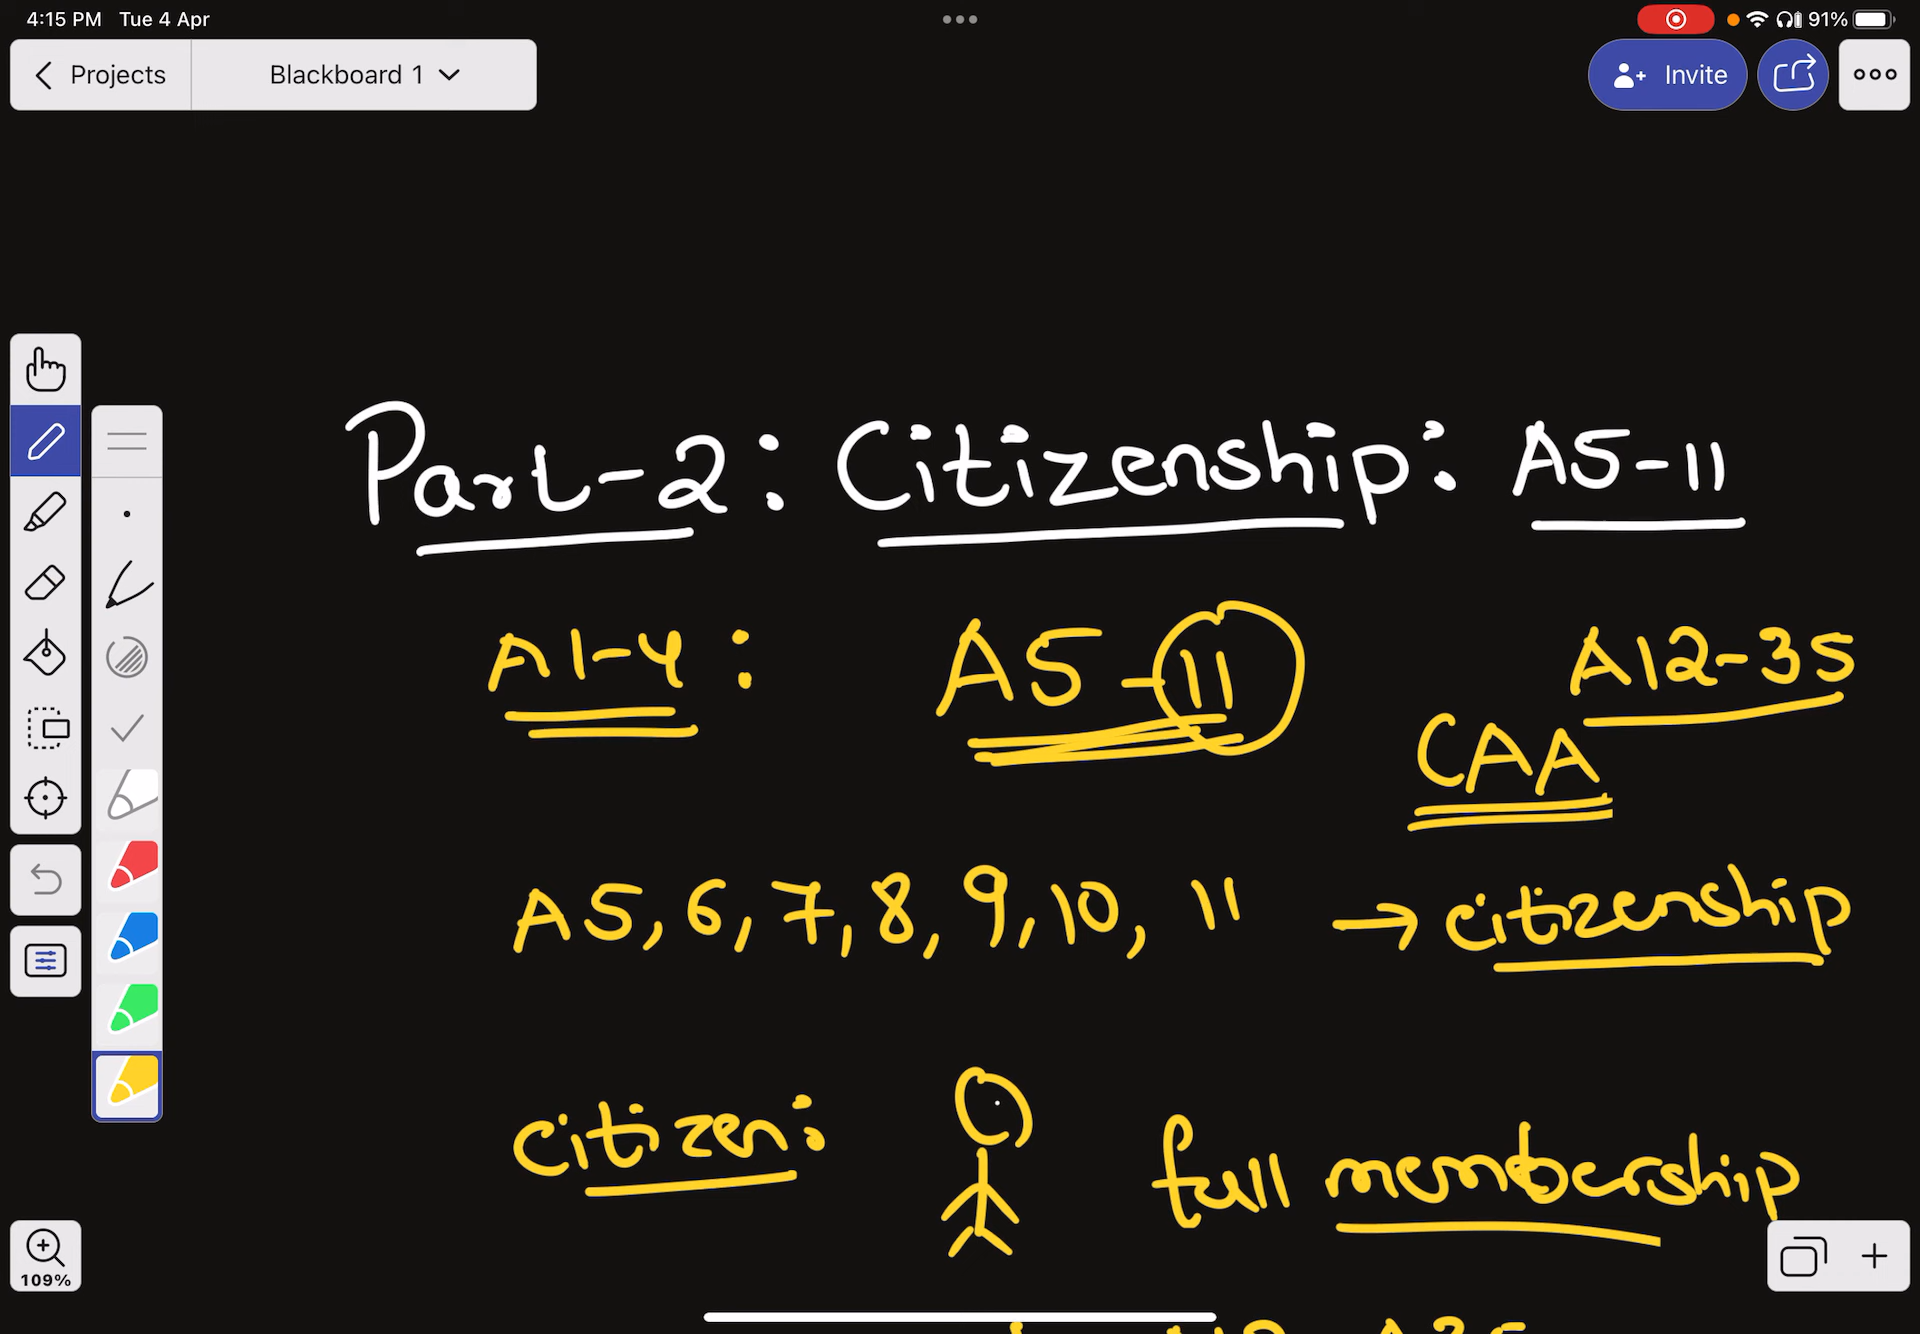 4:15 PM Tue 4 Apr
91%
Projects
Blackboard 1
Invite
Part-2: Citizenship: A5-11
A1-4: A5-11 A12-35
CAA
A5, 6, 7, 8, 9, 10, 11 → citizenship
citizen: full membership
109%